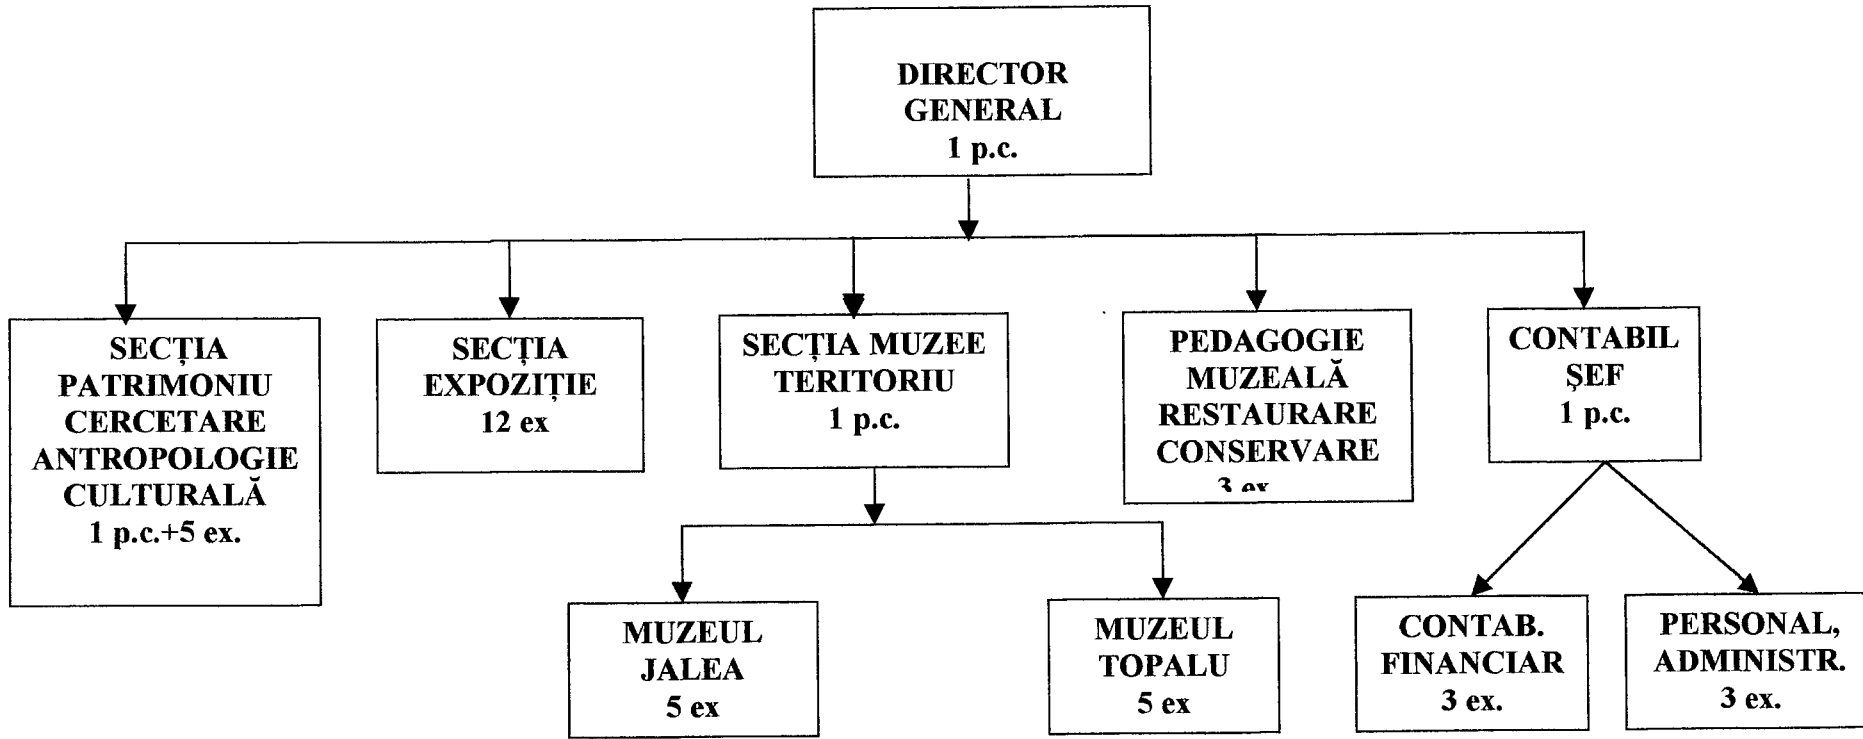 DIRECTOR
GENERAL
1 p.c.
SECȚIA
PATRIMONIU
CERCETARE
ANTROPOLOGIE
CULTURALĂ
1 p.c.+5 ex.
SECȚIA
EXPOZIȚIE
12 ex
SECȚIA MUZEE
TERITORIU
1 p.c.
PEDAGOGIE
MUZEALĂ
RESTAURARE
CONSERVARE
3 ex
CONTABIL
ȘEF
1 p.c.
MUZEUL
JALEA
5 ex
MUZEUL
TOPALU
5 ex
CONTAB.
FINANCIAR
3 ex.
PERSONAL,
ADMINISTR.
3 ex.